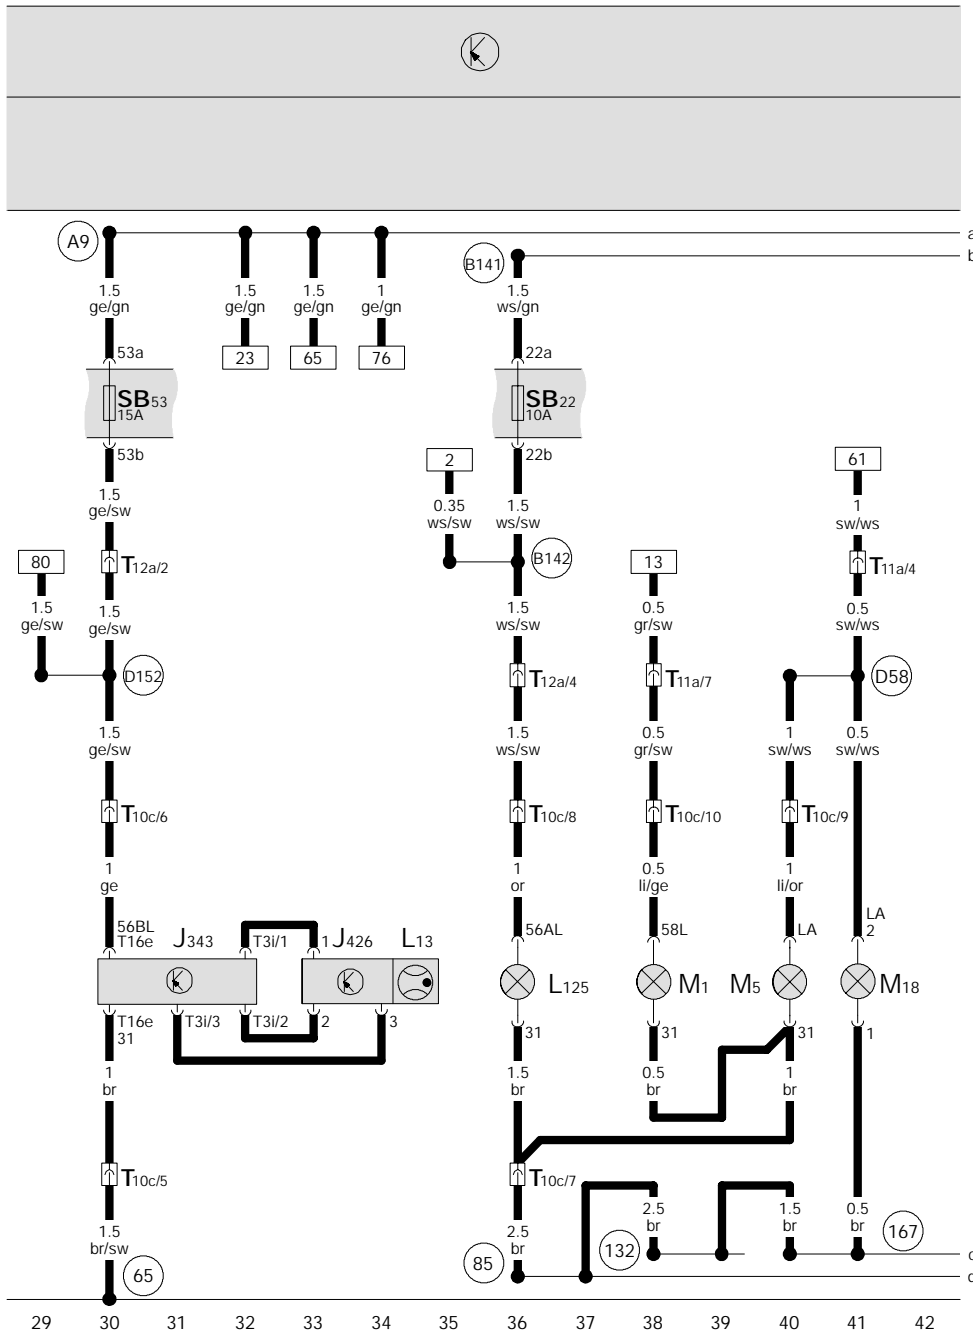 a
b
A9
B141
1.5 1.5 1.5 1 1.5
ge/gn ge/gn ge/gn ge/gn ws/gn
53a 23 65 76 22a
SB53 SB22
15A 10A
53b 22b
2 61
1.5 0.35 1.5 1
ge/sw ws/sw ws/sw sw/ws
80 T12a/2 B142 13 T11a/4
1.5 1.5 1.5 0.5 0.5
ge/sw ge/sw ws/sw gr/sw sw/ws
D152 T12a/4 T11a/7 D58
1.5 1.5 0.5 1 0.5
ge/sw ws/sw gr/sw sw/ws sw/ws
T10c/6 T10c/8 T10c/10 T10c/9
1 1 0.5 1
ge or li/ge li/or
56BL LA
T16e J343 T3i/1 1 J426 L13 56AL 58L LA 2
L125 M1 M5 M18
T16e T3i/3 T3i/2 2 3 31 31 31 1
31
1 1.5 0.5 1
br br br br
T10c/5 T10c/7
1.5 2.5 2.5 1.5 0.5
br/sw br br br br
65 85 132 167
29 30 31 32 33 34 35 36 37 38 39 40 41 42